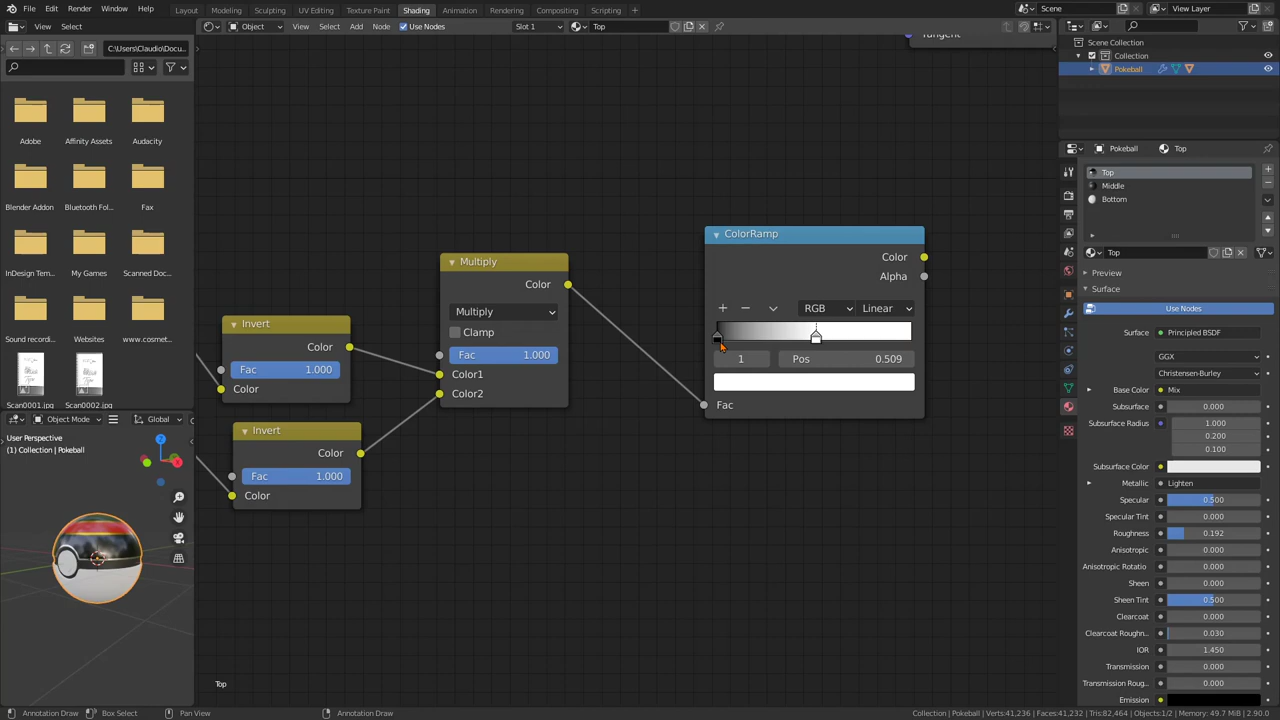 File Edit Render Window Help Layout Modeling Sculpting UV Editing Texture Paint Shading Animation Rendering Compositing Scripting + Scene View Layer
View Select Object View Select Add Node Use Nodes Slot 1 Top
C:\Users\Claudio\Docu...
Tangent
Scene Collection
Collection
Pokeball
Adobe Affinity Assets Audacity
Blender Addon Bluetooth Fol... Fax
InDesign Tem... My Games Scanned Doc...
Sound recordi... Websites www.cosmet...
Scan0001.jpg Scan0002.jpg
Object Mode Global
User Perspective
(1) Collection | Pokeball
Z
X
Invert
Color
Fac 1.000
Color
Invert
Color
Fac 1.000
Color
Multiply
Color
Multiply
Clamp
Fac 1.000
Color1
Color2
ColorRamp
Color
Alpha
RGB Linear
1 Pos 0.509
Fac
Top
Pokeball Top
Top
Middle
Bottom
Top
Preview
Surface
Use Nodes
Surface Principled BSDF
GGX
Christensen-Burley
Base Color Mix
Subsurface 0.000
Subsurface Radius 1.000
0.200
0.100
Subsurface Color
Metallic Lighten
Specular 0.500
Specular Tint 0.000
Roughness 0.192
Anisotropic 0.000
Anisotropic Rotatio 0.000
Sheen 0.000
Sheen Tint 0.500
Clearcoat 0.000
Clearcoat Roughn... 0.030
IOR 1.450
Transmission 0.000
Transmission Roug... 0.000
Emission
Annotation Draw Box Select Pan View Annotation Draw Collection | Pokeball | Verts:41,236 | Faces:41,232 | Tris:82,464 | Objects:1/2 | Memory: 49.7 MiB | 2.90.0